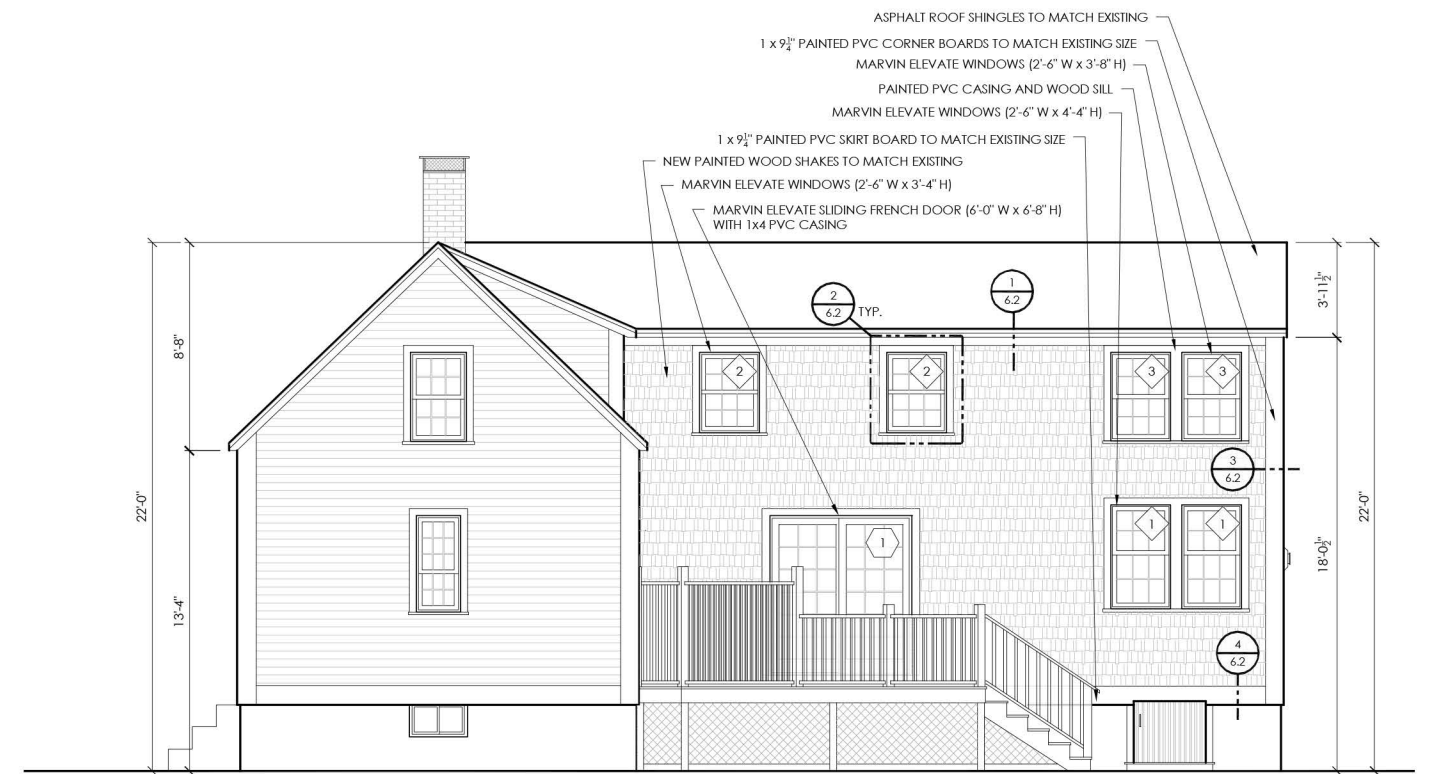 ASPHALT ROOF SHINGLES TO MATCH EXISTING
1 x 9¼" PAINTED PVC CORNER BOARDS TO MATCH EXISTING SIZE
MARVIN ELEVATE WINDOWS (2'-6" W x 3'-8" H)
PAINTED PVC CASING AND WOOD SILL
MARVIN ELEVATE WINDOWS (2'-6" W x 4'-4" H)
1 x 9¼" PAINTED PVC SKIRT BOARD TO MATCH EXISTING SIZE
NEW PAINTED WOOD SHAKES TO MATCH EXISTING
MARVIN ELEVATE WINDOWS (2'-6" W x 3'-4" H)
MARVIN ELEVATE SLIDING FRENCH DOOR (6'-0" W x 6'-8" H)
WITH 1x4 PVC CASING
22'-0"
8'-8"
13'-4"
2
6.2
TYP.
1
6.2
2
2
3
3
3
6.2
1
1
1
4
6.2
3'-11½"
18'-0½"
22'-0"